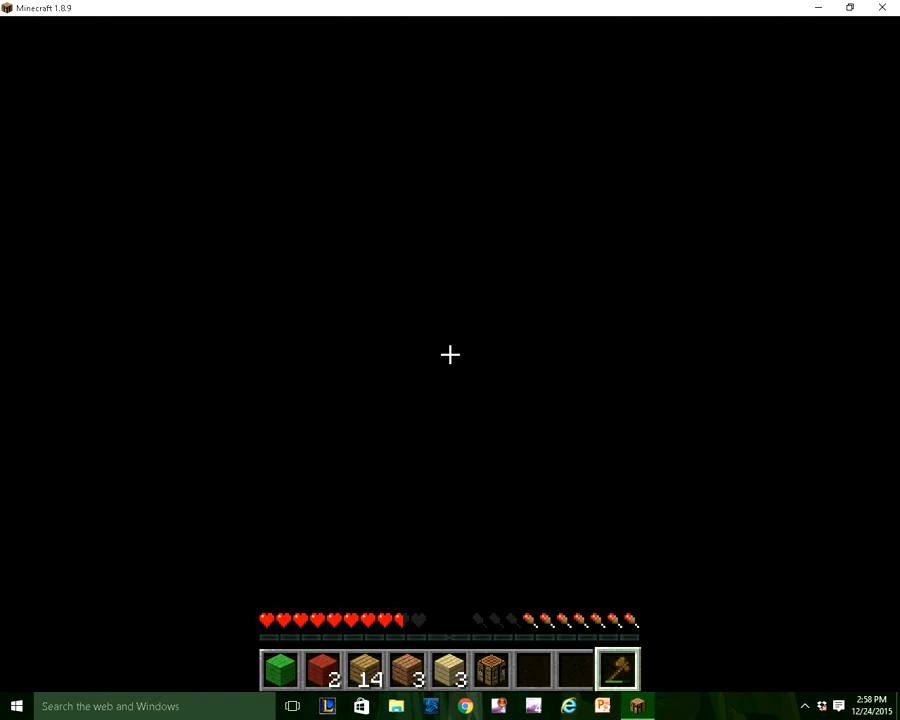 Minecraft 1.8.9
2 14 3 3
Search the web and Windows
2:58 PM
12/24/2015